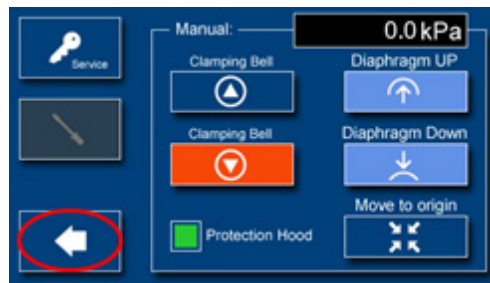 Service
Manual:
0.0 kPa
Clamping Bell
Diaphragm UP
Clamping Bell
Diaphragm Down
Protection Hood
Move to origin